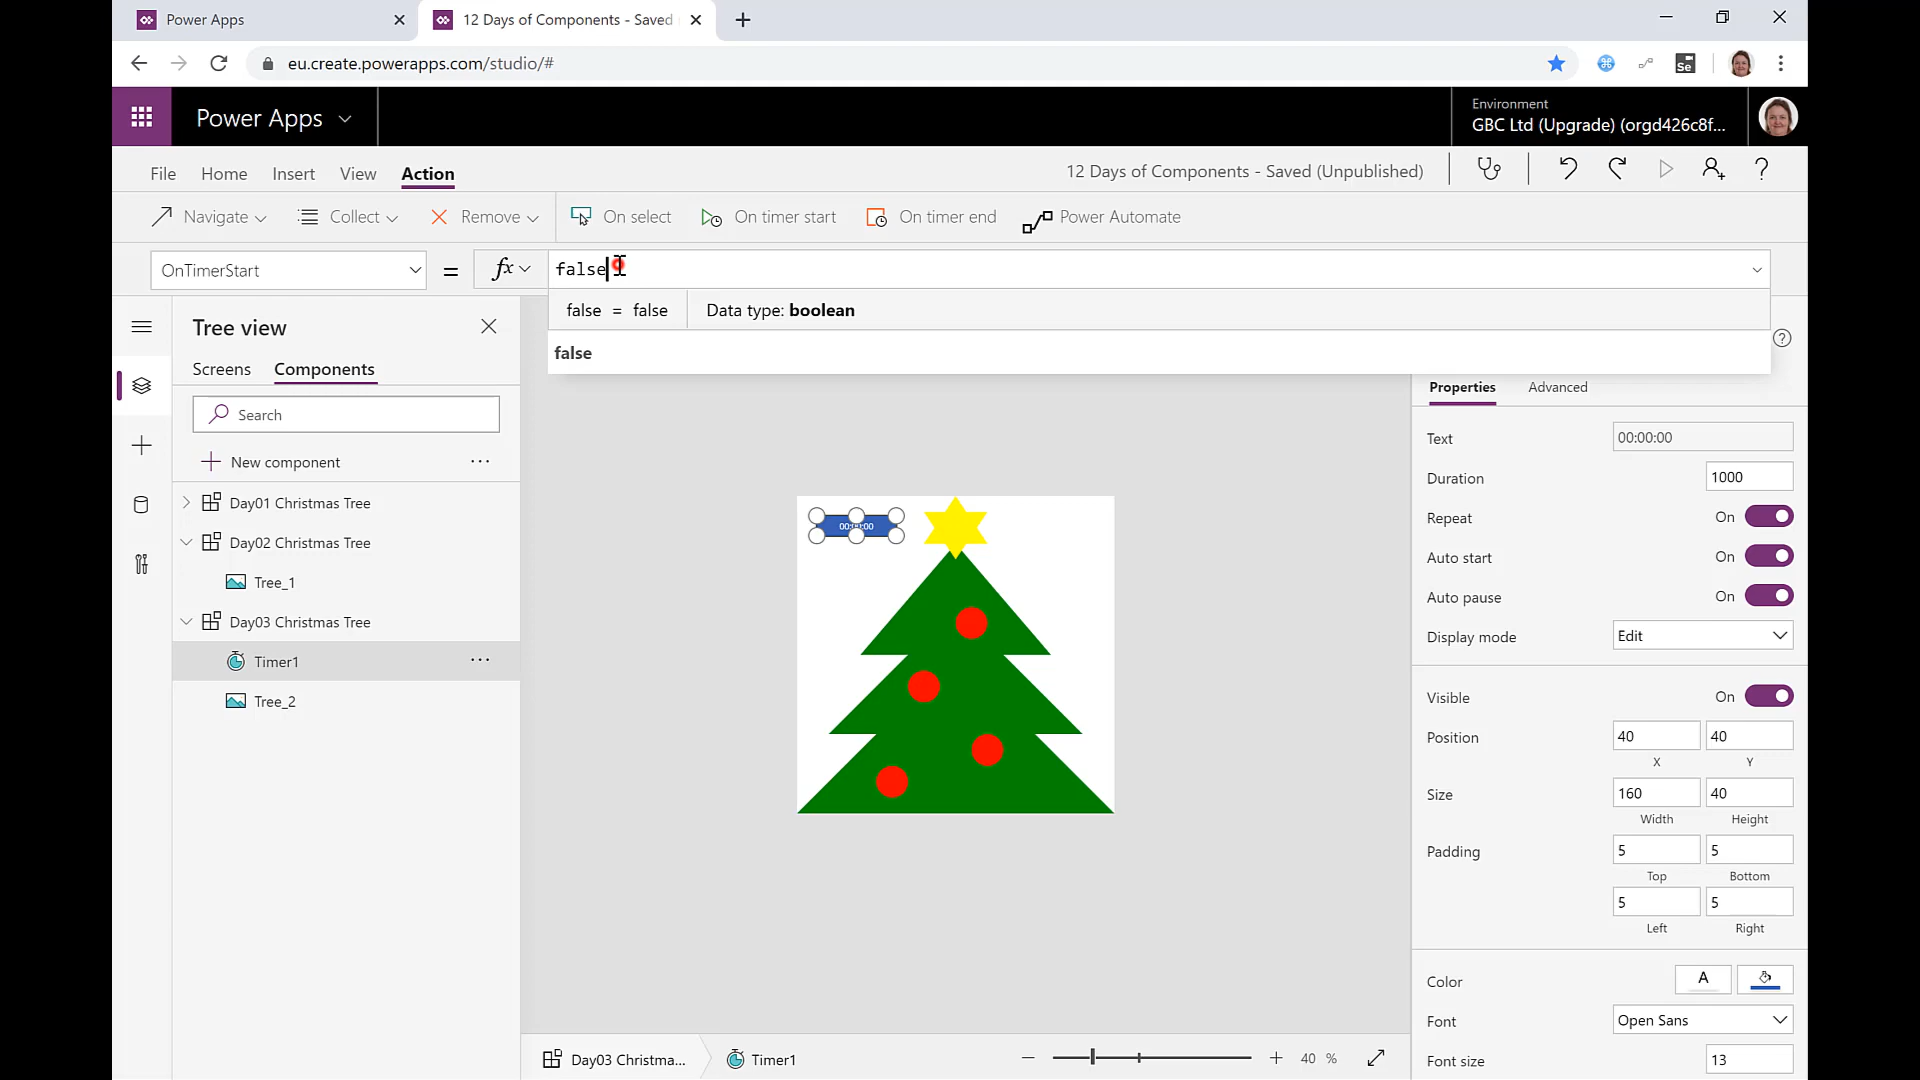 Power Apps
12 Days of Components - Saved
eu.create.powerapps.com/studio/#
Se
Power Apps
Environment
GBC Ltd (Upgrade) (orgd426c8f...
File Home Insert View Action
12 Days of Components - Saved (Unpublished)
Navigate Collect Remove On select On timer start On timer end Power Automate
OnTimerStart = fx false
false = false Data type: boolean
false
Tree view
Screens Components
Search
New component
Day01 Christmas Tree
Day02 Christmas Tree
Tree_1
Day03 Christmas Tree
Timer1
Tree_2
00:00:00
Properties Advanced
Text 00:00:00
Duration 1000
Repeat On
Auto start On
Auto pause On
Display mode Edit
Visible On
Position 40 40
X Y
Size 160 40
Width Height
Padding 5 5
Top Bottom
5 5
Left Right
Color A
Font Open Sans
Font size 13
Day03 Christma... Timer1
40 %